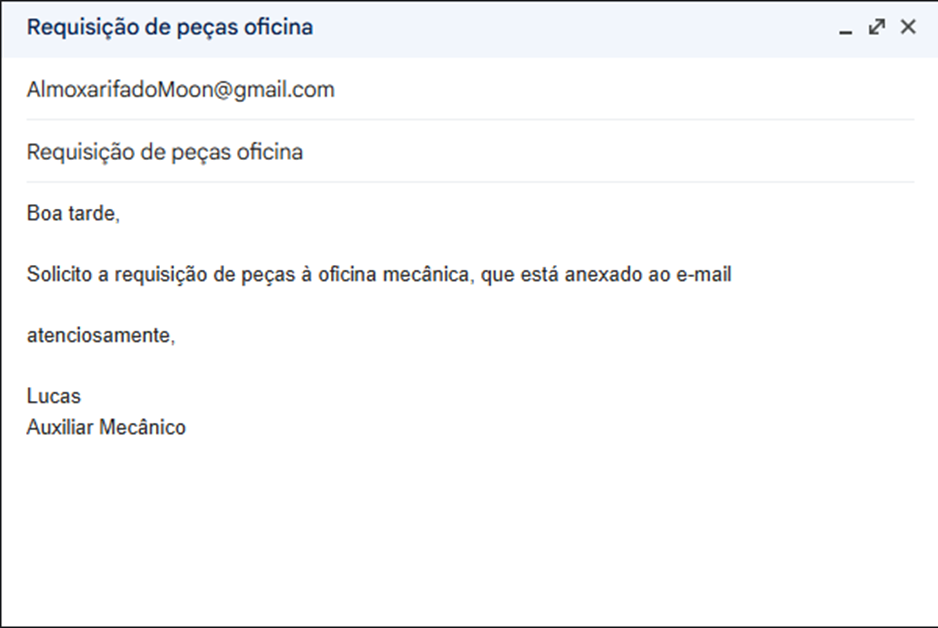 Requisição de peças oficina
AlmoxarifadoMoon@gmail.com
Requisição de peças oficina
Boa tarde,
Solicito a requisição de peças à oficina mecânica, que está anexado ao e-mail
atenciosamente,
Lucas
Auxiliar Mecânico